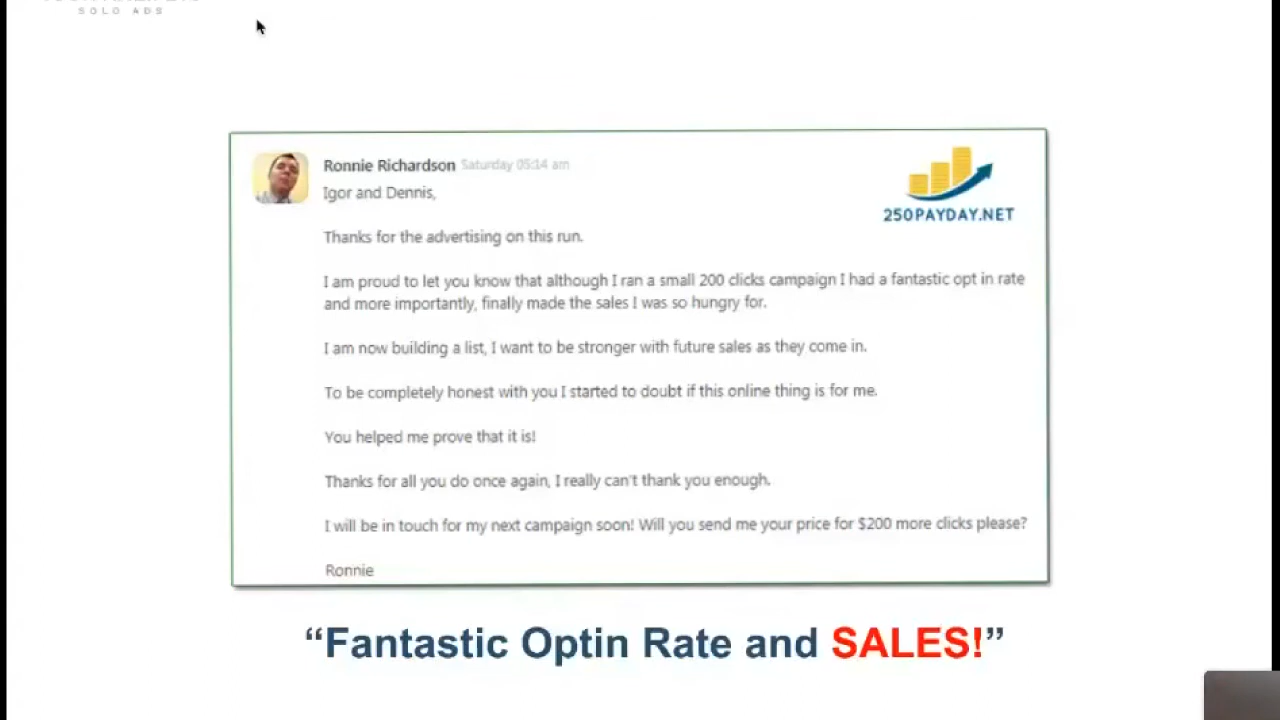 SOLO ADS
Ronnie Richardson Saturday 05:14 am
Igor and Dennis,
250PAYDAY.NET
Thanks for the advertising on this run.
I am proud to let you know that although I ran a small 200 clicks campaign I had a fantastic opt in rate
and more importantly, finally made the sales I was so hungry for.
I am now building a list, I want to be stronger with future sales as they come in.
To be completely honest with you I started to doubt if this online thing is for me.
You helped me prove that it is!
Thanks for all you do once again, I really can't thank you enough.
I will be in touch for my next campaign soon! Will you send me your price for $200 more clicks please?
Ronnie
“Fantastic Optin Rate and SALES!”